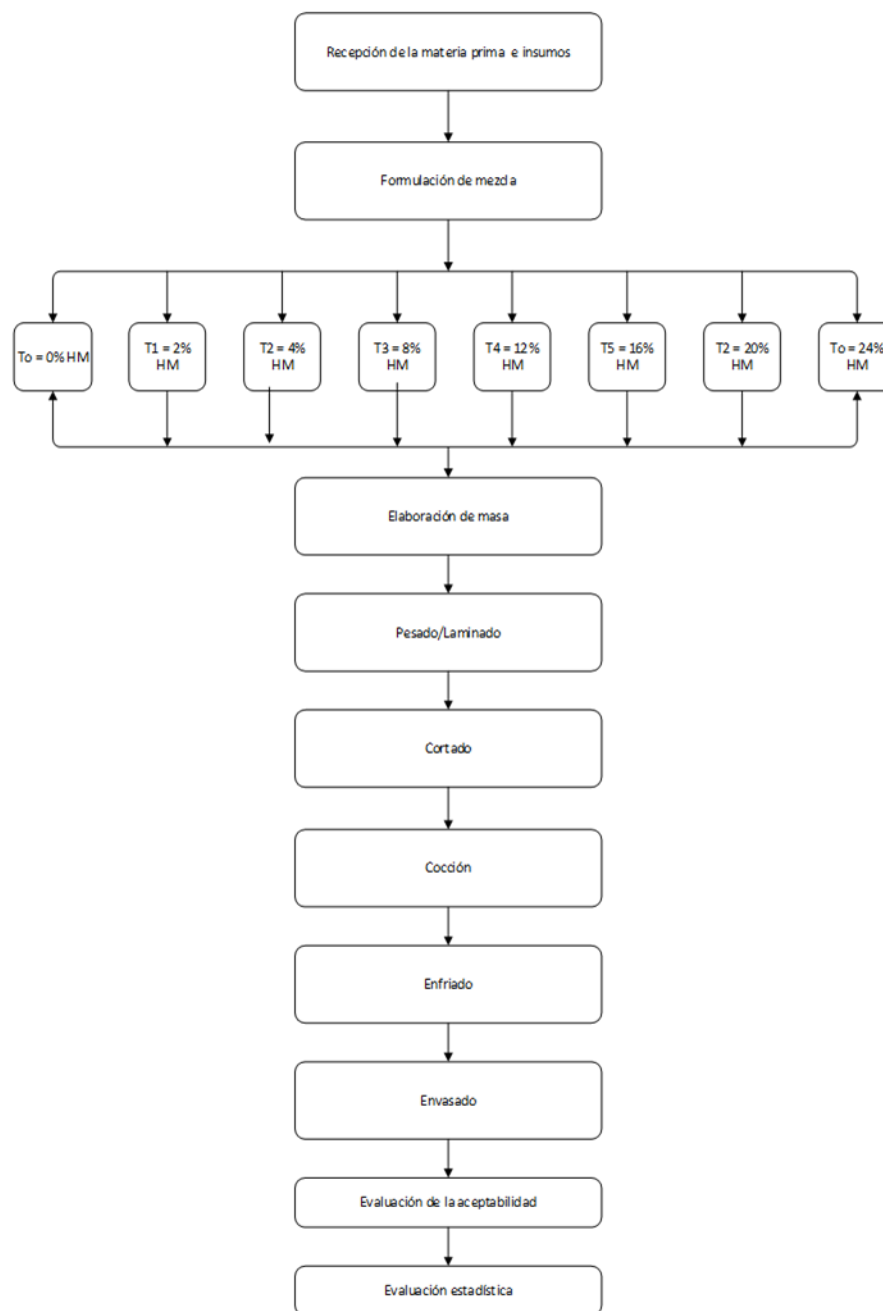 Recepción de la materia prima e insumos
Formulación de mezcla
To = 0% HM
T1 = 2%
HM
T2 = 4%
HM
T3 = 8%
HM
T4 = 12%
HM
T5 = 16%
HM
T2 = 20%
HM
To = 24%
HM
Elaboración de masa
Pesado/Laminado
Cortado
Cocción
Enfriado
Envasado
Evaluación de la aceptabilidad
Evaluación estadística